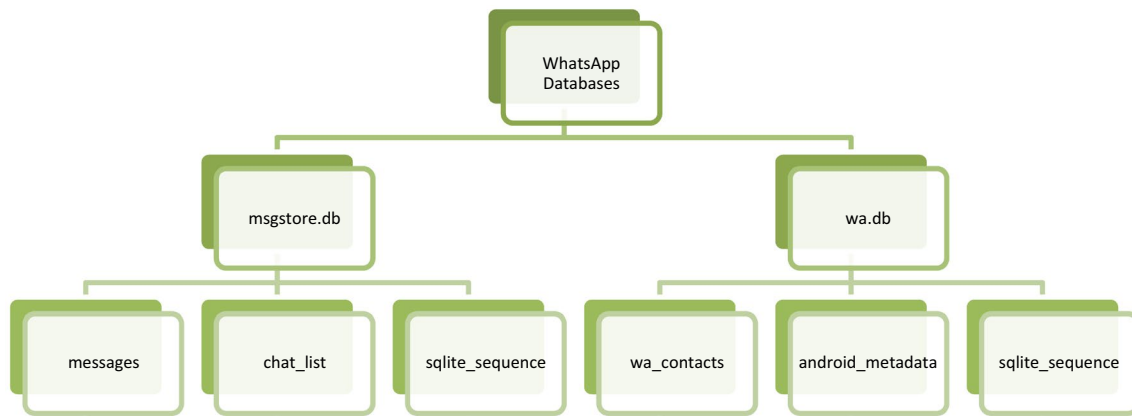 WhatsApp
Databases
msgstore.db
wa.db
messages
chat_list
sqlite_sequence
wa_contacts
android_metadata
sqlite_sequence